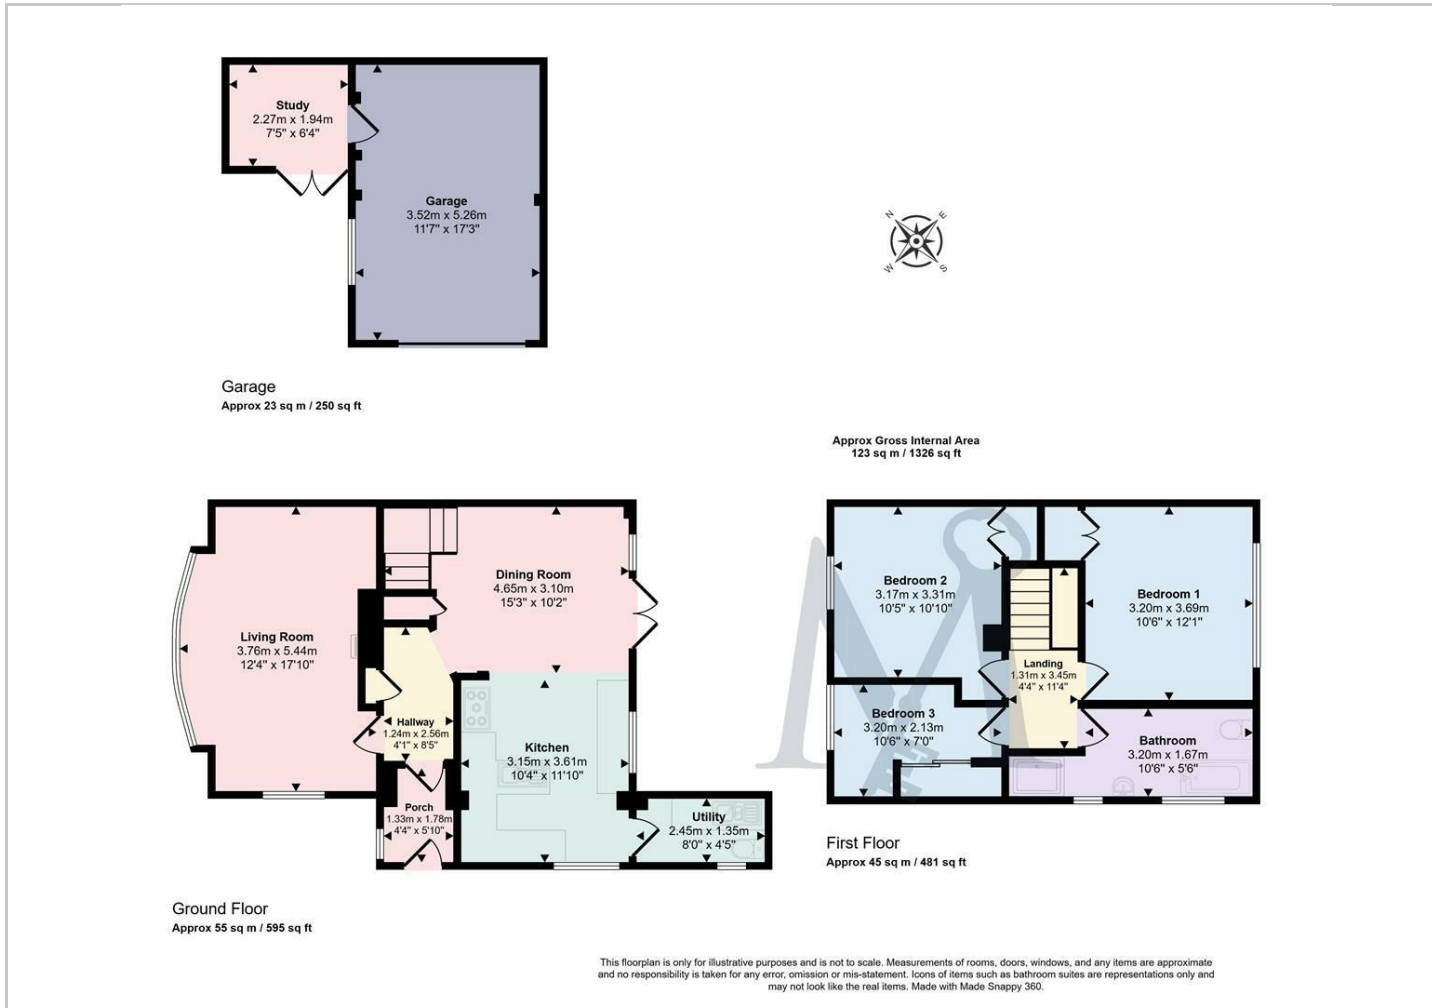 Study
2.27m x 1.94m
7'5" x 6'4"
Garage
3.52m x 5.26m
11'7" x 17'3"
N
E
W
S
Garage
Approx 23 sq m / 250 sq ft
Approx Gross Internal Area
123 sq m / 1326 sq ft
Living Room
3.76m x 5.44m
12'4" x 17'10"
Dining Room
4.65m x 3.10m
15'3" x 10'2"
Hallway
1.24m x 2.56m
4'1" x 8'5"
Kitchen
3.15m x 3.61m
10'4" x 11'10"
Porch
1.33m x 1.78m
4'4" x 5'10"
Utility
2.45m x 1.35m
8'0" x 4'5"
Ground Floor
Approx 55 sq m / 595 sq ft
Bedroom 2
3.17m x 3.31m
10'5" x 10'10"
Bedroom 1
3.20m x 3.69m
10'6" x 12'1"
Landing
1.31m x 3.45m
4'4" x 11'4"
Bedroom 3
3.20m x 2.13m
10'6" x 7'0"
Bathroom
3.20m x 1.67m
10'6" x 5'6"
First Floor
Approx 45 sq m / 481 sq ft
This floorplan is only for illustrative purposes and is not to scale. Measurements of rooms, doors, windows, and any items are approximate
and no responsibility is taken for any error, omission or mis-statement. Icons of items such as bathroom suites are representations only and
may not look like the real items. Made with Made Snappy 360.